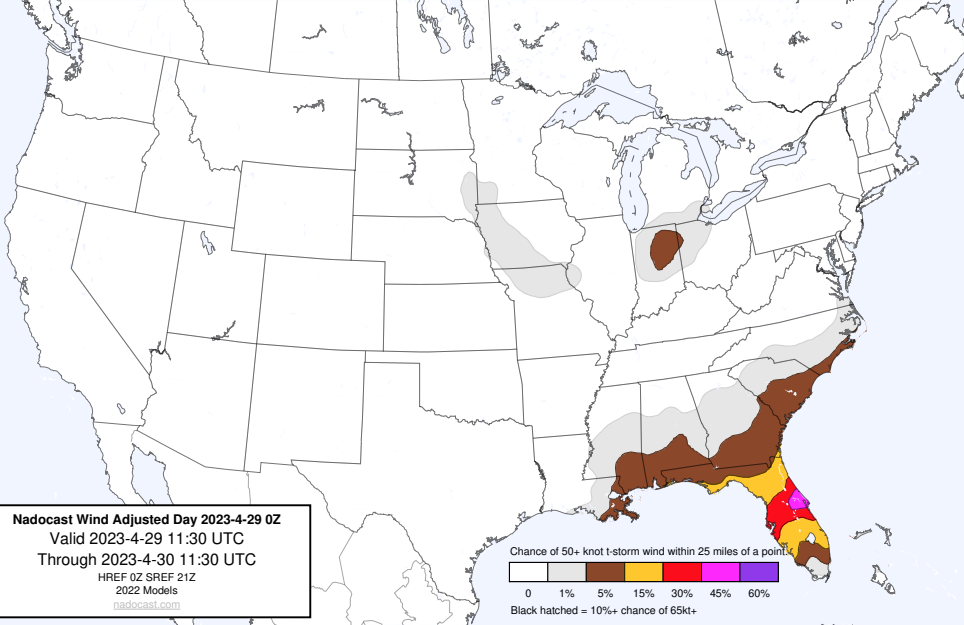 Nadocast Wind Adjusted Day 2023-4-29 0Z
Valid 2023-4-29 11:30 UTC
Through 2023-4-30 11:30 UTC
HREF 0Z SREF 21Z
2022 Models
nadocast.com
Chance of 50+ knot t-storm wind within 25 miles of a point.
0 1% 5% 15% 30% 45% 60%
Black hatched = 10%+ chance of 65kt+